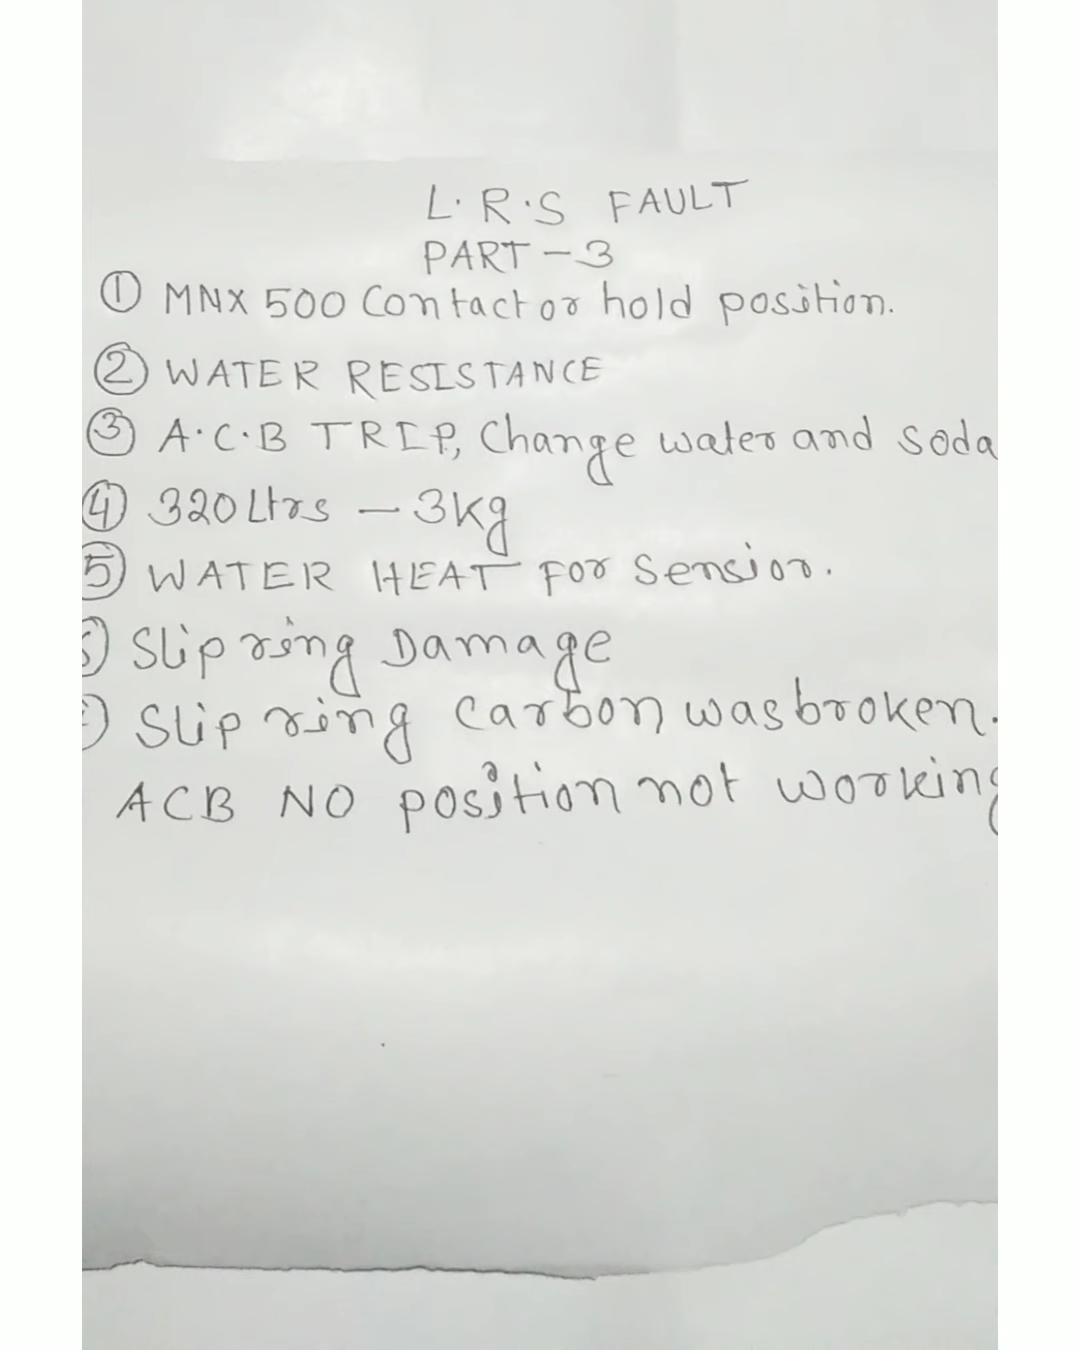 L.R.S FAULT
PART-3
① MNX 500 Contactor hold position.
② WATER RESISTANCE
③ A.C.B TRIP, Change water and Soda
④ 320 Ltrs - 3kg
⑤ WATER HEAT FOR Sensior.
Slip ring Damage
Slip ring Carbon was broken.
ACB NO position not working